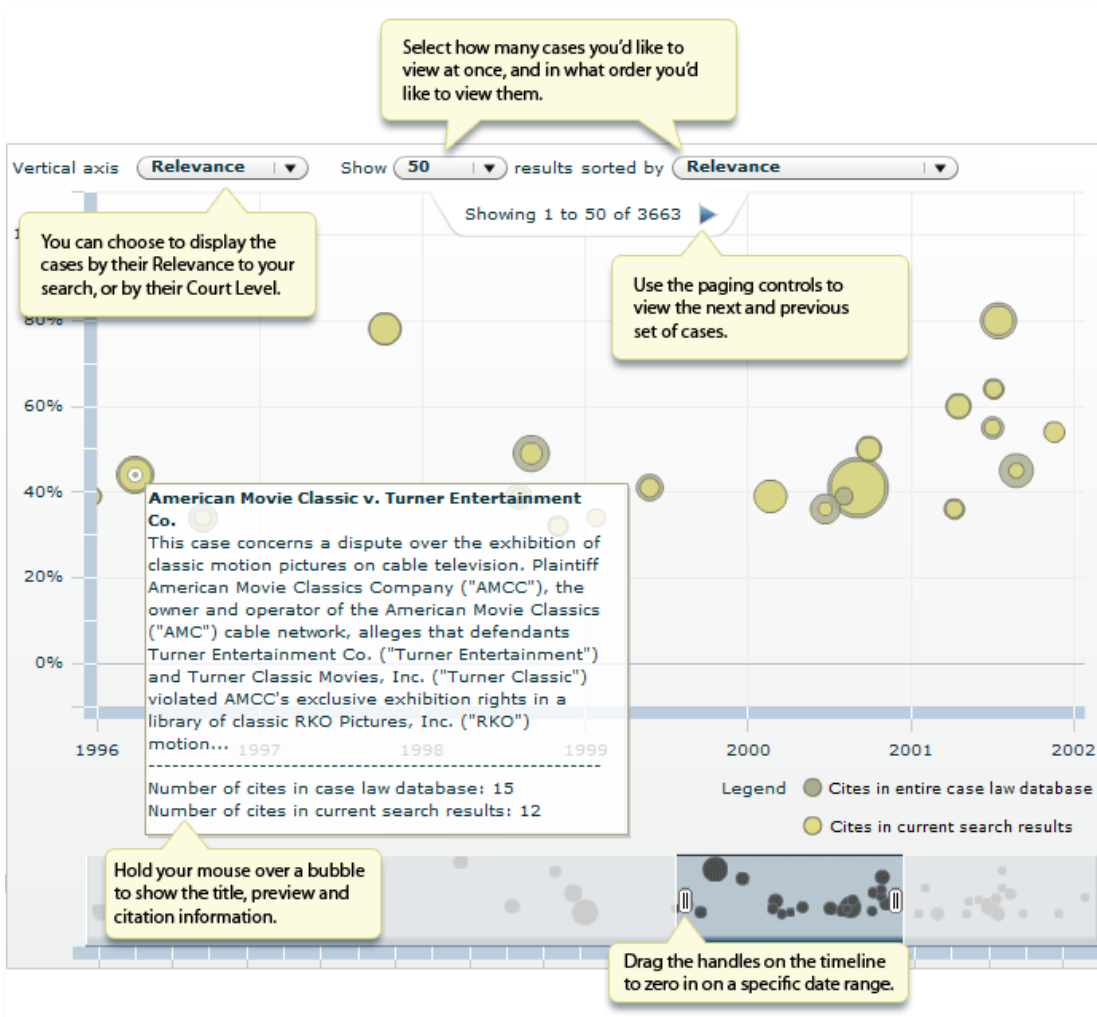 Select how many cases you'd like to
view at once, and in what order you'd
like to view them.
Vertical axis Relevance Show 50 results sorted by Relevance
Showing 1 to 50 of 3663
You can choose to display the
cases by their Relevance to your
search, or by their Court Level.
Use the paging controls to
view the next and previous
set of cases.
80%
60%
40%
20%
0%
American Movie Classic v. Turner Entertainment
Co.
This case concerns a dispute over the exhibition of
classic motion pictures on cable television. Plaintiff
American Movie Classics Company ("AMCC"), the
owner and operator of the American Movie Classics
("AMC") cable network, alleges that defendants
Turner Entertainment Co. ("Turner Entertainment")
and Turner Classic Movies, Inc. ("Turner Classic")
violated AMCC's exclusive exhibition rights in a
library of classic RKO Pictures, Inc. ("RKO")
motion...
Number of cites in case law database: 15
Number of cites in current search results: 12
1996 1997 1998 1999 2000 2001 2002
Legend Cites in entire case law database
Cites in current search results
Hold your mouse over a bubble
to show the title, preview and
citation information.
Drag the handles on the timeline
to zero in on a specific date range.